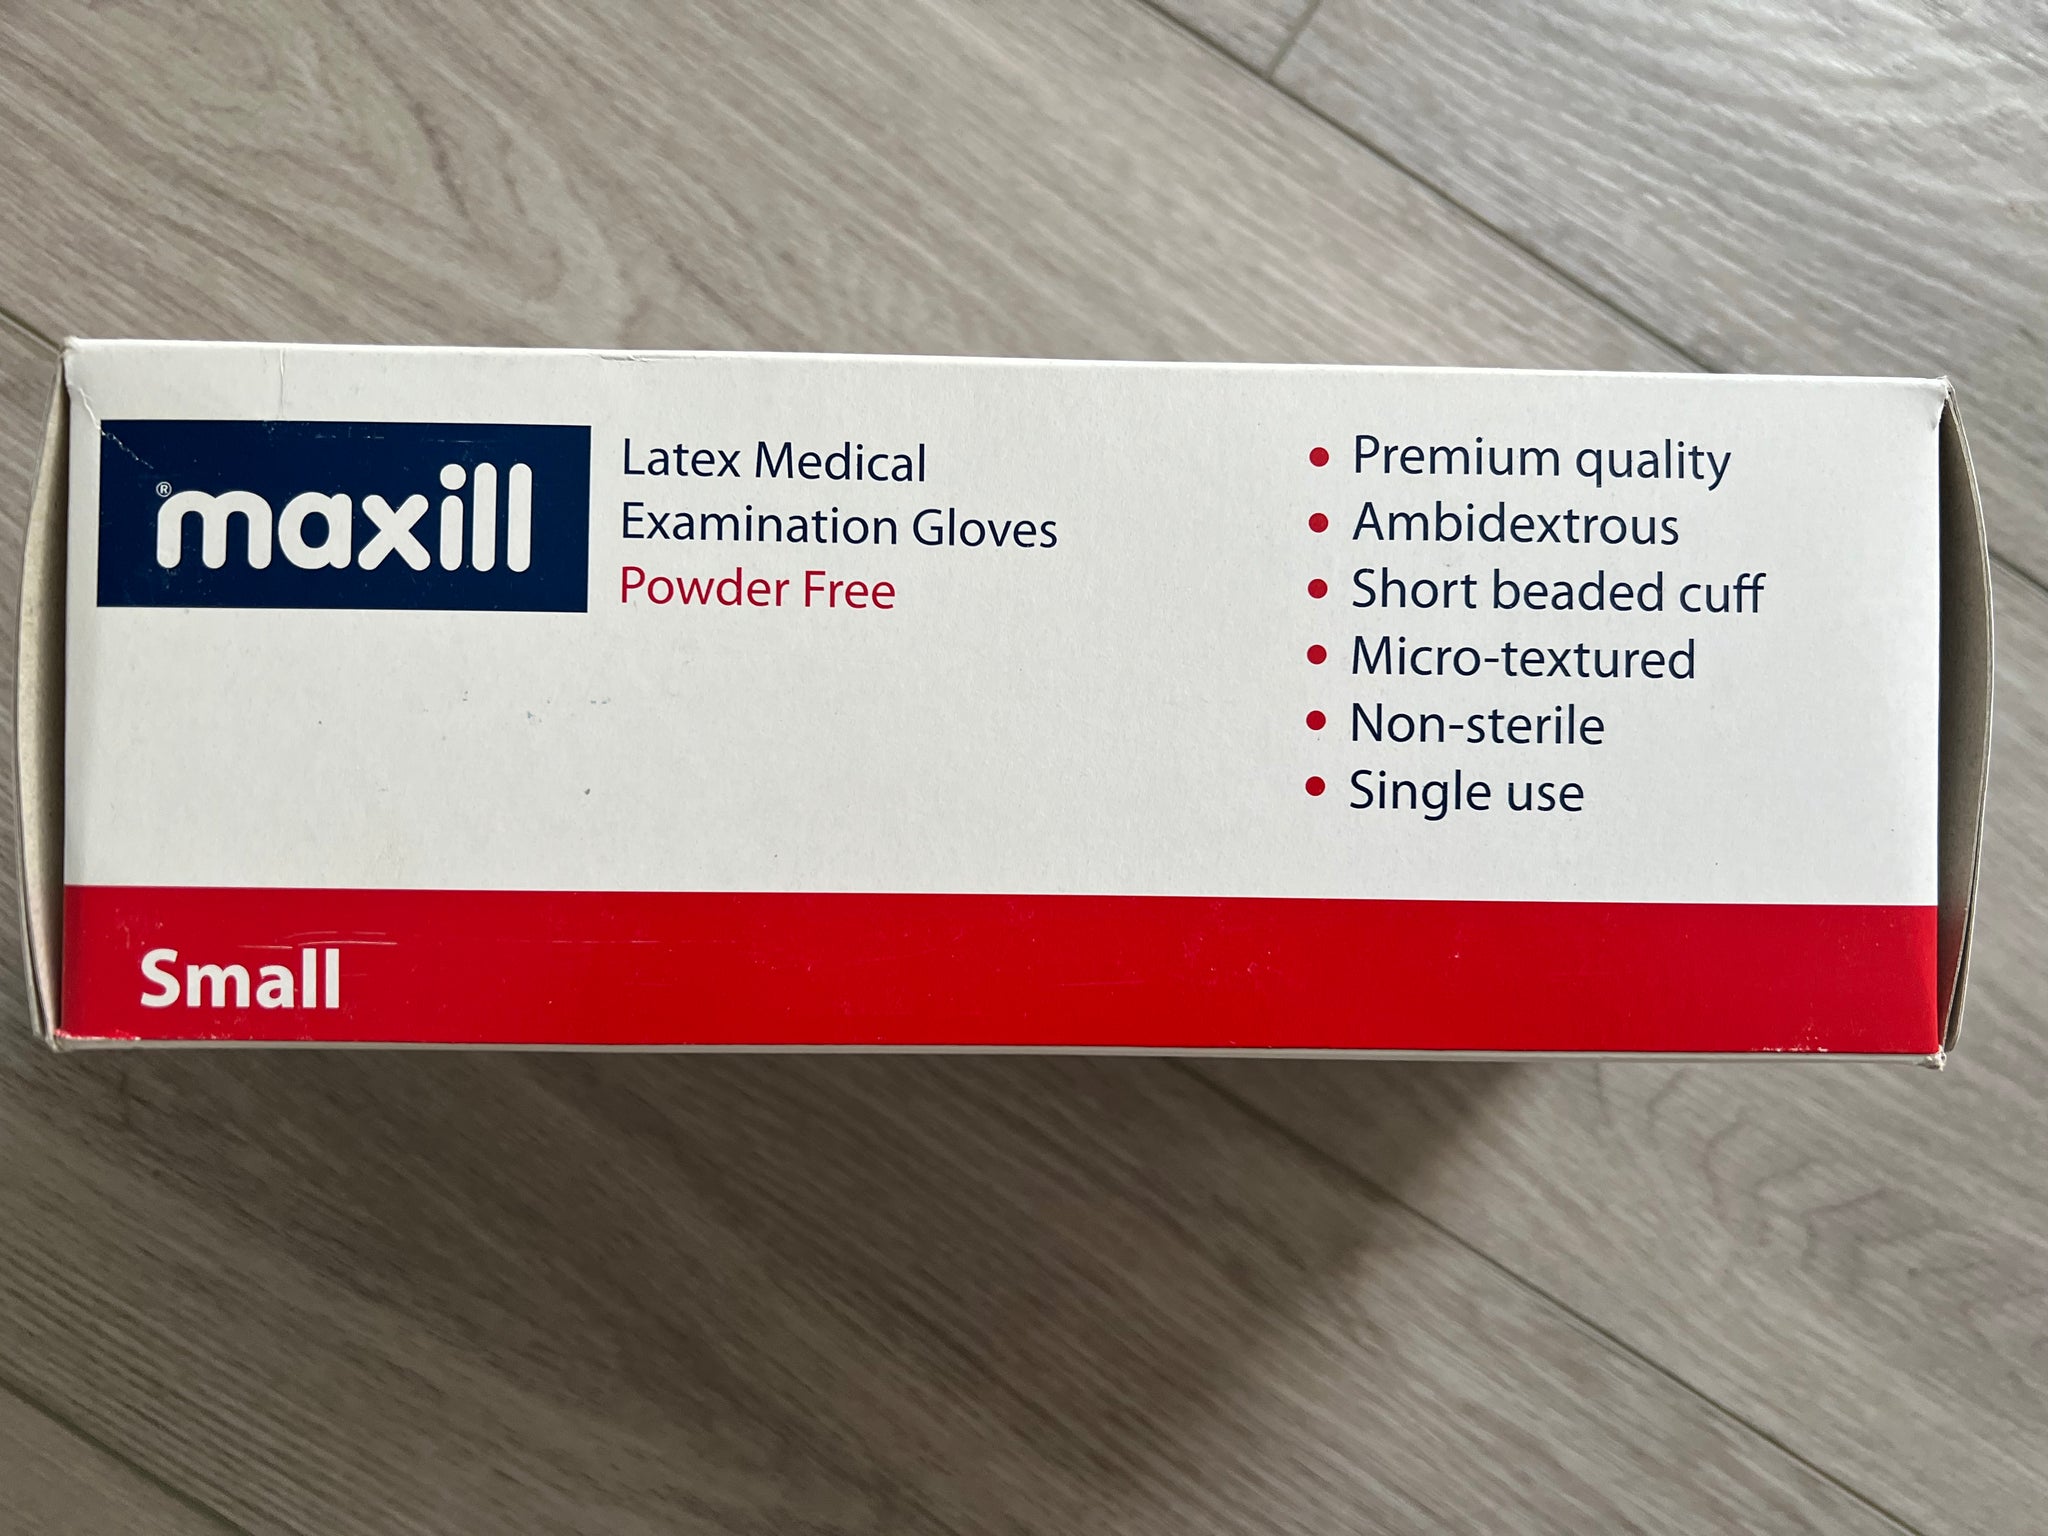 ®maxill
Latex Medical
Examination Gloves
Powder Free
• Premium quality
• Ambidextrous
• Short beaded cuff
• Micro-textured
• Non-sterile
• Single use
Small